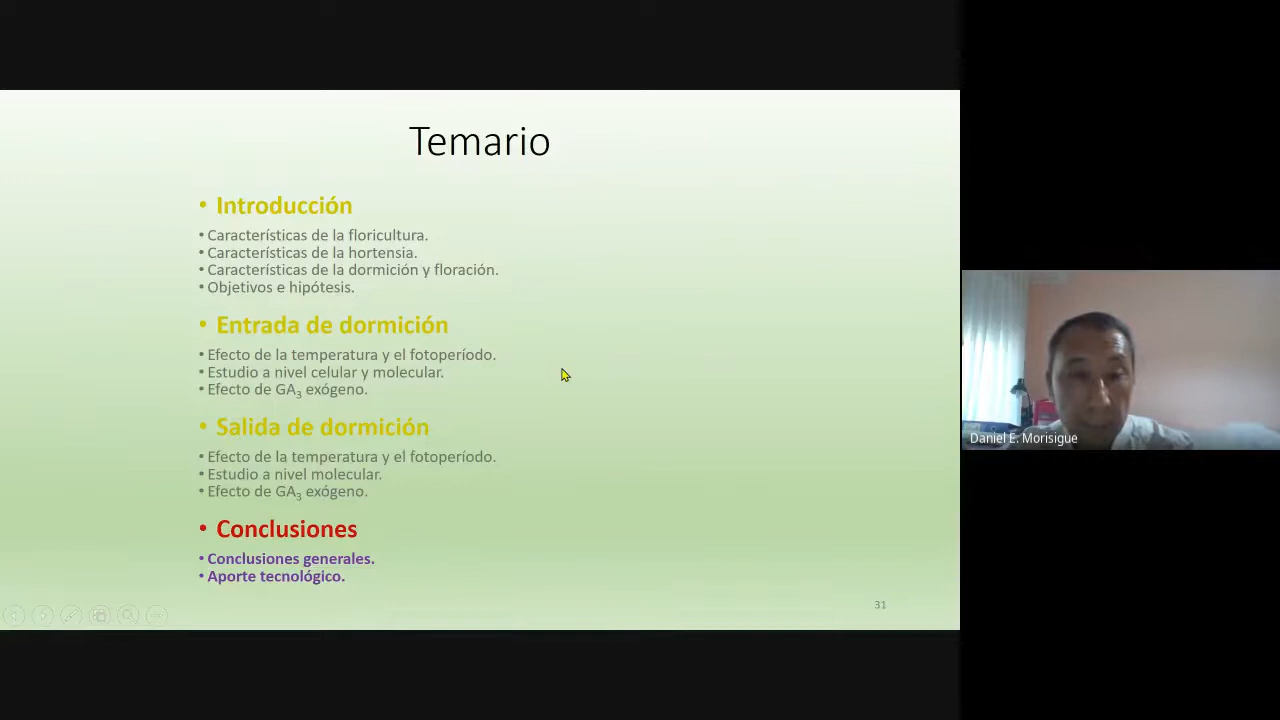 Temario
• Introducción
• Características de la floricultura.
• Características de la hortensia.
• Características de la dormición y floración.
• Objetivos e hipótesis.
• Entrada de dormición
• Efecto de la temperatura y el fotoperíodo.
• Estudio a nivel celular y molecular.
• Efecto de GA3 exógeno.
• Salida de dormición
• Efecto de la temperatura y el fotoperíodo.
• Estudio a nivel molecular.
• Efecto de GA3 exógeno.
• Conclusiones
• Conclusiones generales.
• Aporte tecnológico.
31
Daniel E. Morisigue